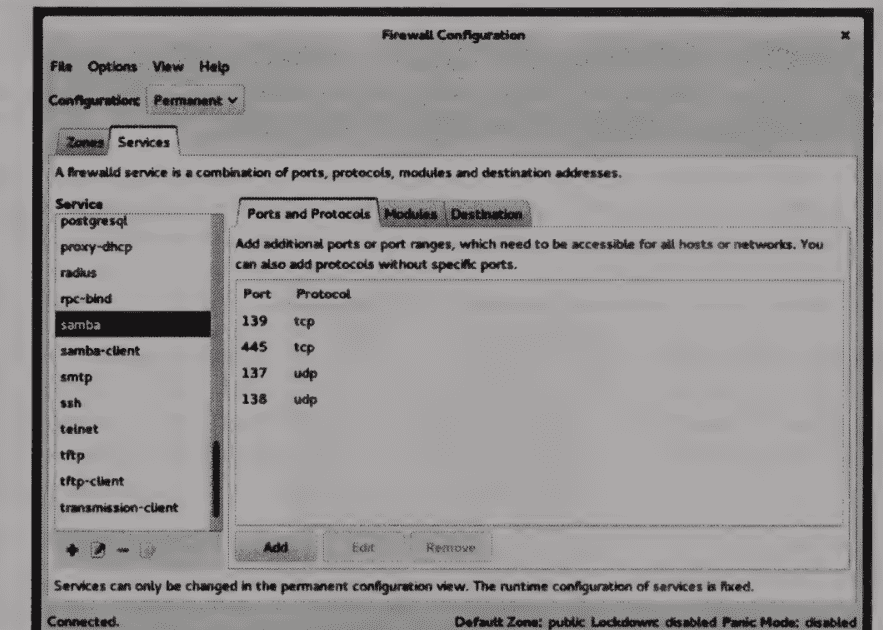 Firewall Configuration
File Options View Help
Configuration: Permanent
Zones Services
A firewalld service is a combination of ports, protocols, modules and destination addresses.
Service
postgresql
proxy-dhcp
radius
rpc-bind
samba
samba-client
smtp
ssh
telnet
tftp
tftp-client
transmission-client
Ports and Protocols Modules Destination
Add additional ports or port ranges, which need to be accessible for all hosts or networks. You
can also add protocols without specific ports.
Port Protocol
139 tcp
445 tcp
137 udp
138 udp
Add Edit Remove
Services can only be changed in the permanent configuration view. The runtime configuration of services is fixed.
Connected. Default Zone: public Lockdown: disabled Panic Mode: disabled